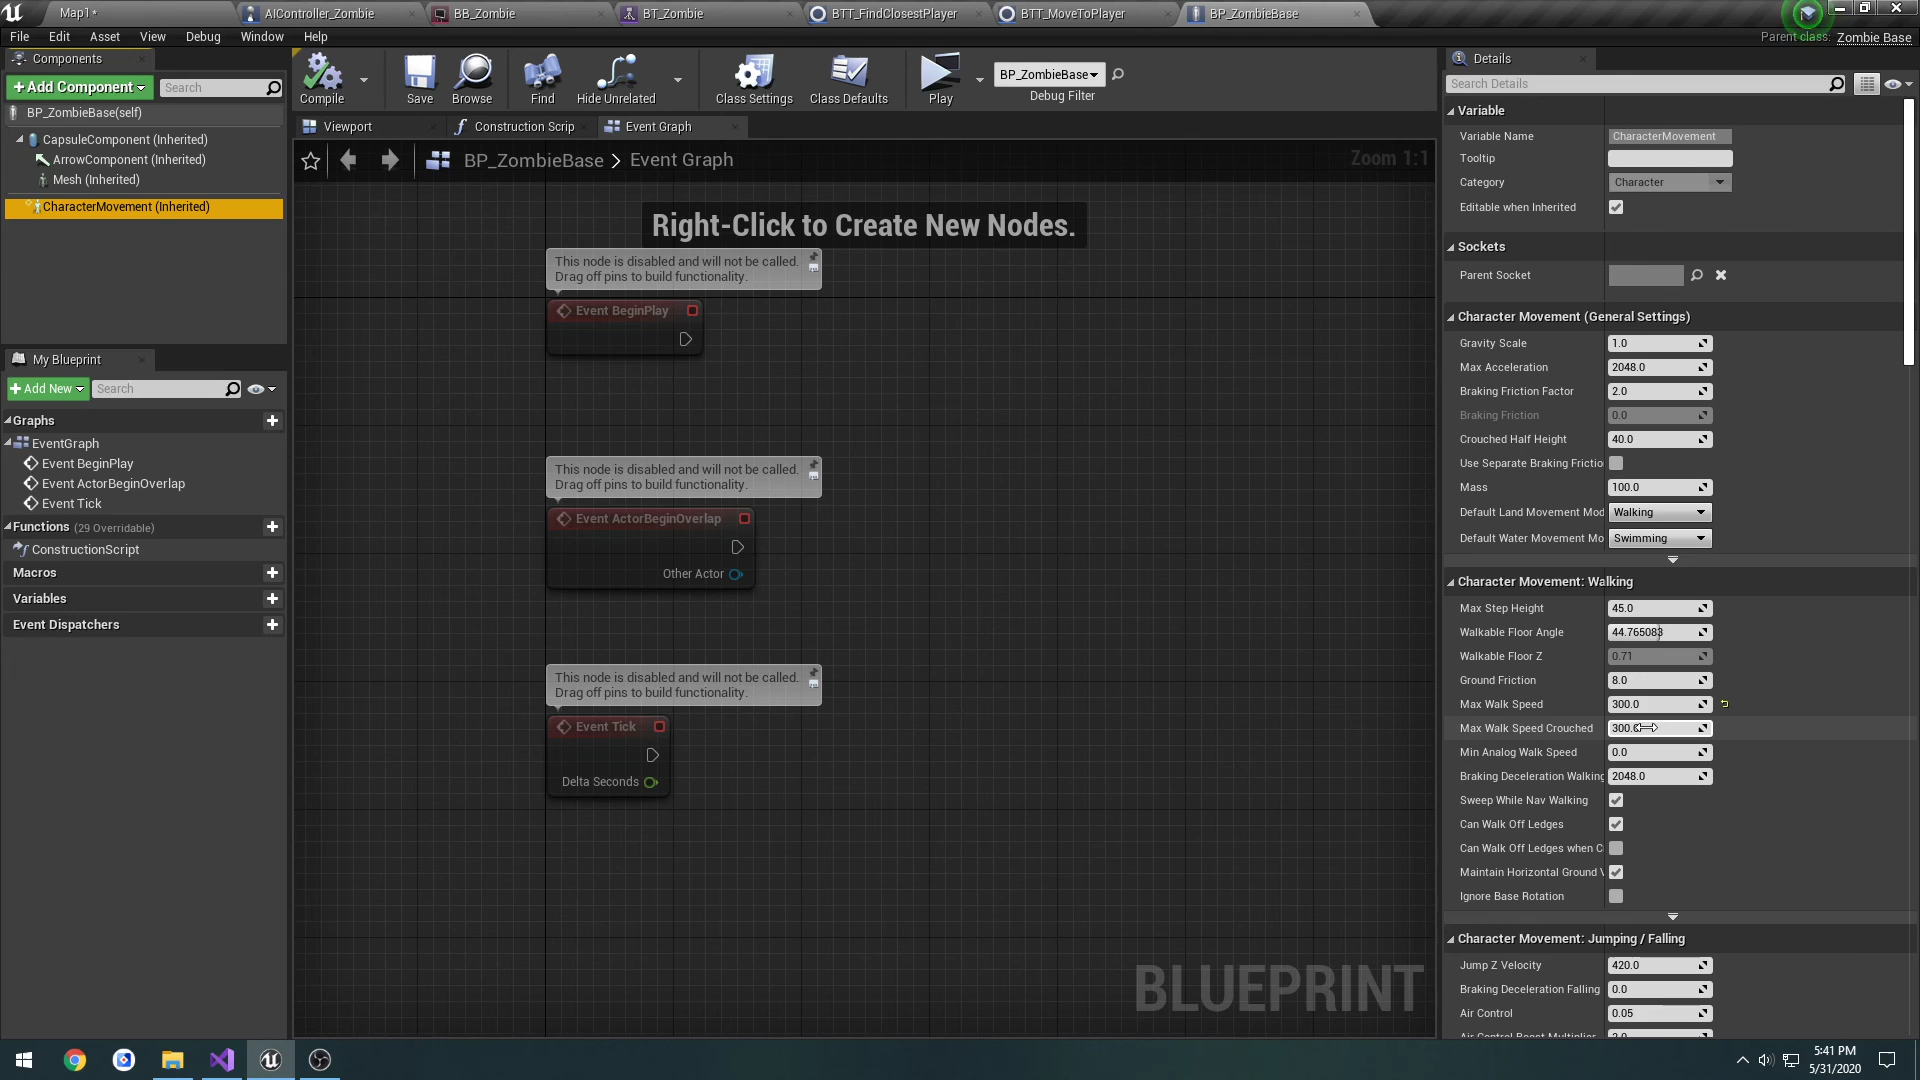 Map1*
AIController_Zombie
BB_Zombie
BT_Zombie
BTT_FindClosestPlayer
BTT_MoveToPlayer
BP_ZombieBase
File Edit Asset View Debug Window Help
Parent class: Zombie Base
Components
+ Add Component
Search
BP_ZombieBase(self)
CapsuleComponent (Inherited)
ArrowComponent (Inherited)
Mesh (Inherited)
CharacterMovement (Inherited)
My Blueprint
+ Add New
Search
Graphs
EventGraph
Event BeginPlay
Event ActorBeginOverlap
Event Tick
Functions (29 Overridable)
ConstructionScript
Macros
Variables
Event Dispatchers
Compile
Save
Browse
Find
Hide Unrelated
Class Settings
Class Defaults
Play
BP_ZombieBase
Debug Filter
Viewport
Construction Scrip
Event Graph
BP_ZombieBase > Event Graph
Zoom 1:1
Right-Click to Create New Nodes.
This node is disabled and will not be called.
Drag off pins to build functionality.
Event BeginPlay
This node is disabled and will not be called.
Drag off pins to build functionality.
Event ActorBeginOverlap
Other Actor
This node is disabled and will not be called.
Drag off pins to build functionality.
Event Tick
Delta Seconds
BLUEPRINT
Details
Search Details
Variable
Variable Name CharacterMovement
Tooltip
Category Character
Editable when Inherited
Sockets
Parent Socket
Character Movement (General Settings)
Gravity Scale 1.0
Max Acceleration 2048.0
Braking Friction Factor 2.0
Braking Friction 0.0
Crouched Half Height 40.0
Use Separate Braking Frictio
Mass 100.0
Default Land Movement Mod Walking
Default Water Movement Mo Swimming
Character Movement: Walking
Max Step Height 45.0
Walkable Floor Angle 44.765083
Walkable Floor Z 0.71
Ground Friction 8.0
Max Walk Speed 300.0
Max Walk Speed Crouched 300.
Min Analog Walk Speed 0.0
Braking Deceleration Walking 2048.0
Sweep While Nav Walking
Can Walk Off Ledges
Can Walk Off Ledges when C
Maintain Horizontal Ground V
Ignore Base Rotation
Character Movement: Jumping / Falling
Jump Z Velocity 420.0
Braking Deceleration Falling 0.0
Air Control 0.05
Air Control Boost Multiplier
5:41 PM
5/31/2020